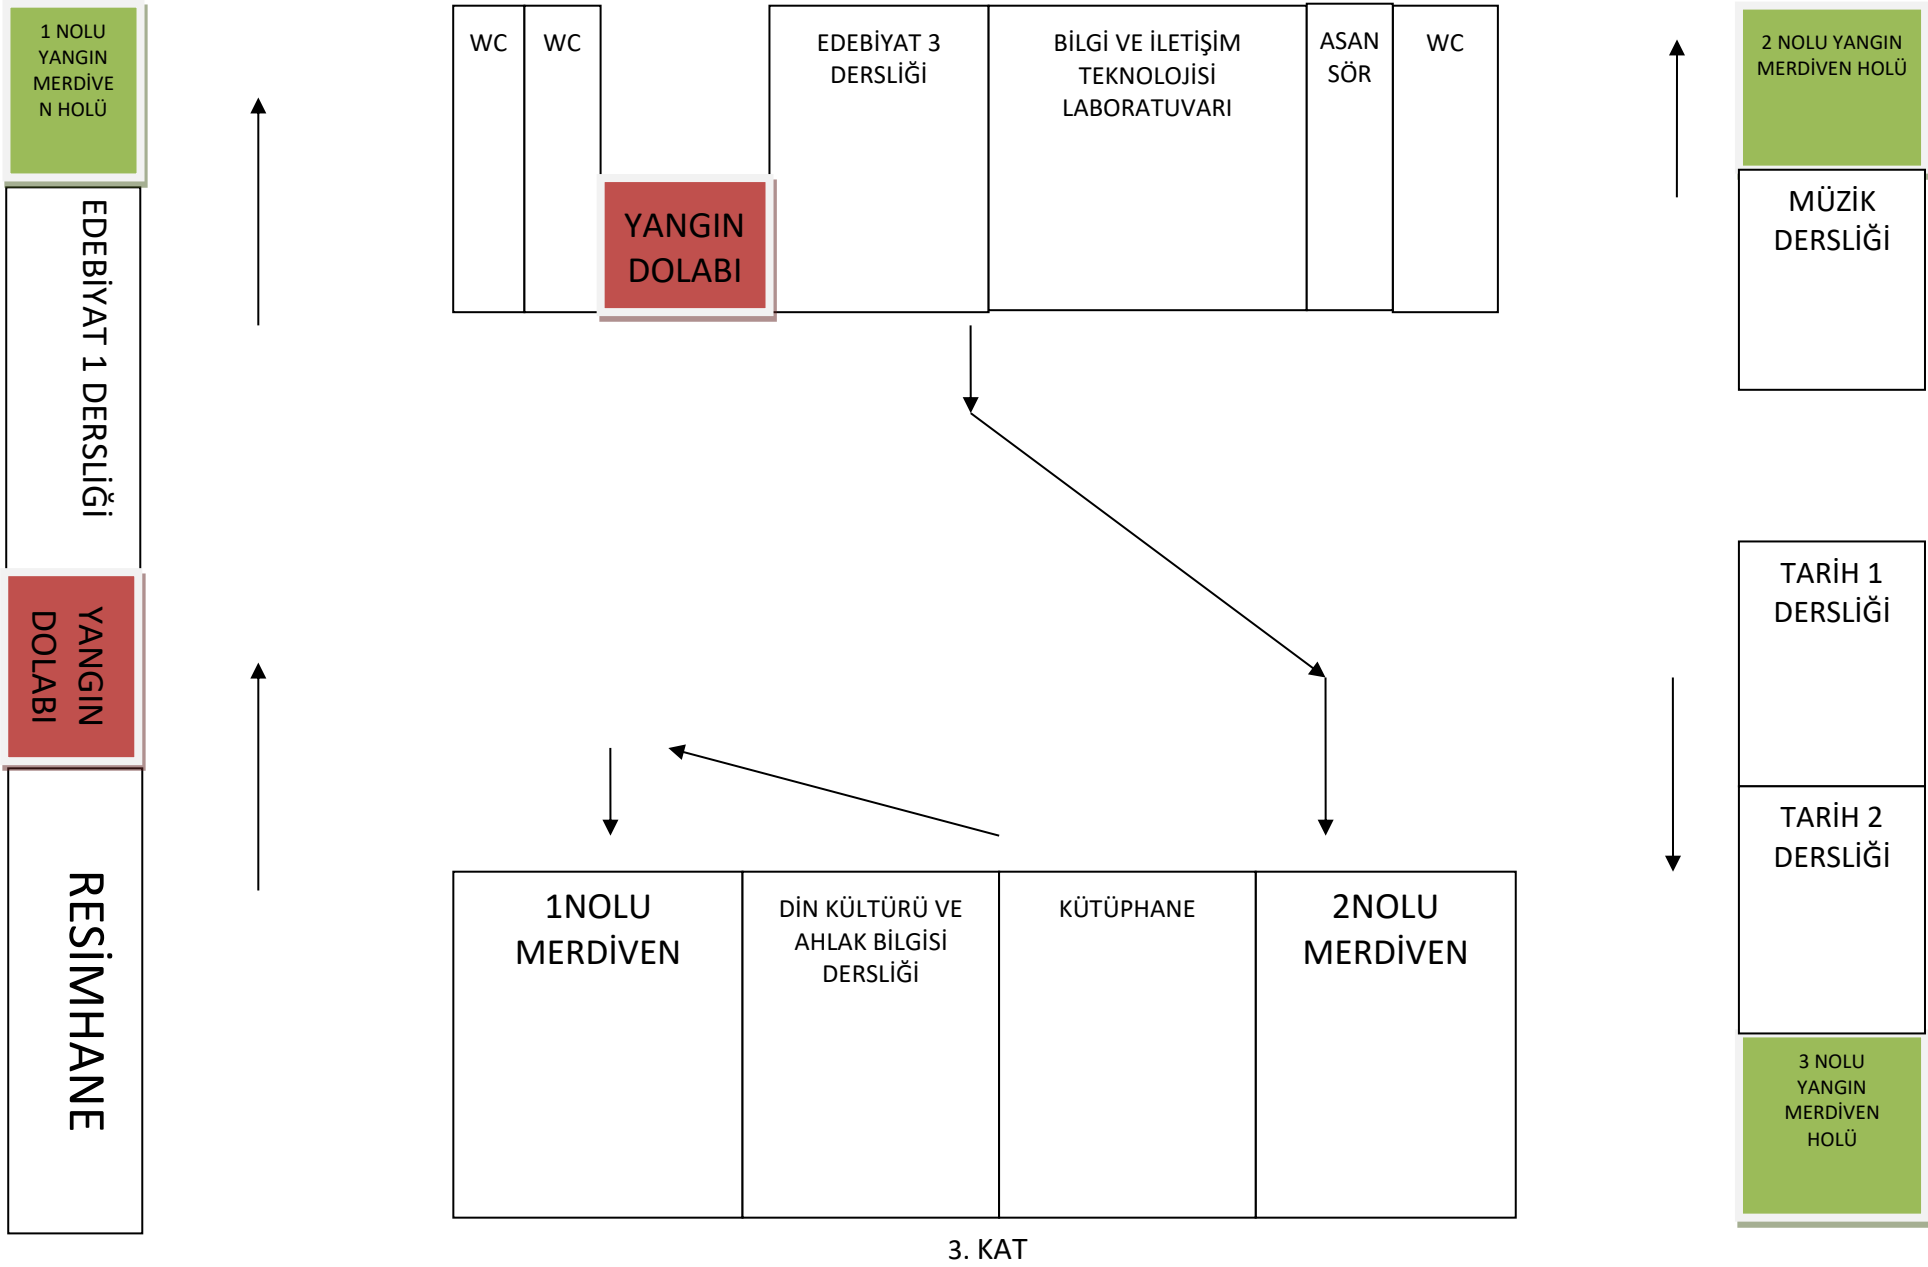 1 NOLU
YANGIN
MERDİVE
N HOLÜ
WC
WC
EDEBİYAT 3
DERSLİĞİ
BİLGİ VE İLETİŞİM
TEKNOLOJİSİ
LABORATUVARI
ASAN
SÖR
WC
2 NOLU YANGIN
MERDİVEN HOLÜ
YANGIN
DOLABI
MÜZİK
DERSLİĞİ
EDEBİYAT 1 DERSLİĞİ
YANGIN
DOLABI
TARİH 1
DERSLİĞİ
TARİH 2
DERSLİĞİ
RESİMHANE
1NOLU
MERDİVEN
DİN KÜLTÜRÜ VE
AHLAK BİLGİSİ
DERSLİĞİ
KÜTÜPHANE
2NOLU
MERDİVEN
3 NOLU
YANGIN
MERDİVEN
HOLÜ
3. KAT